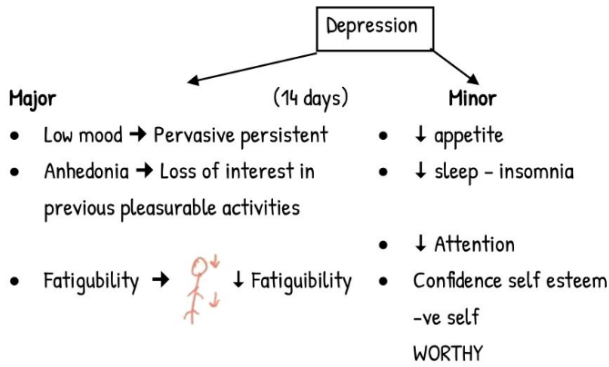 Depression
Major
(14 days)
● Low mood → Pervasive persistent
● Anhedonia → Loss of interest in
previous pleasurable activities
● Fatigubility → ↓ Fatiguibility
Minor
● ↓ appetite
● ↓ sleep - insomnia
● ↓ Attention
● Confidence self esteem
-ve self
WORTHY